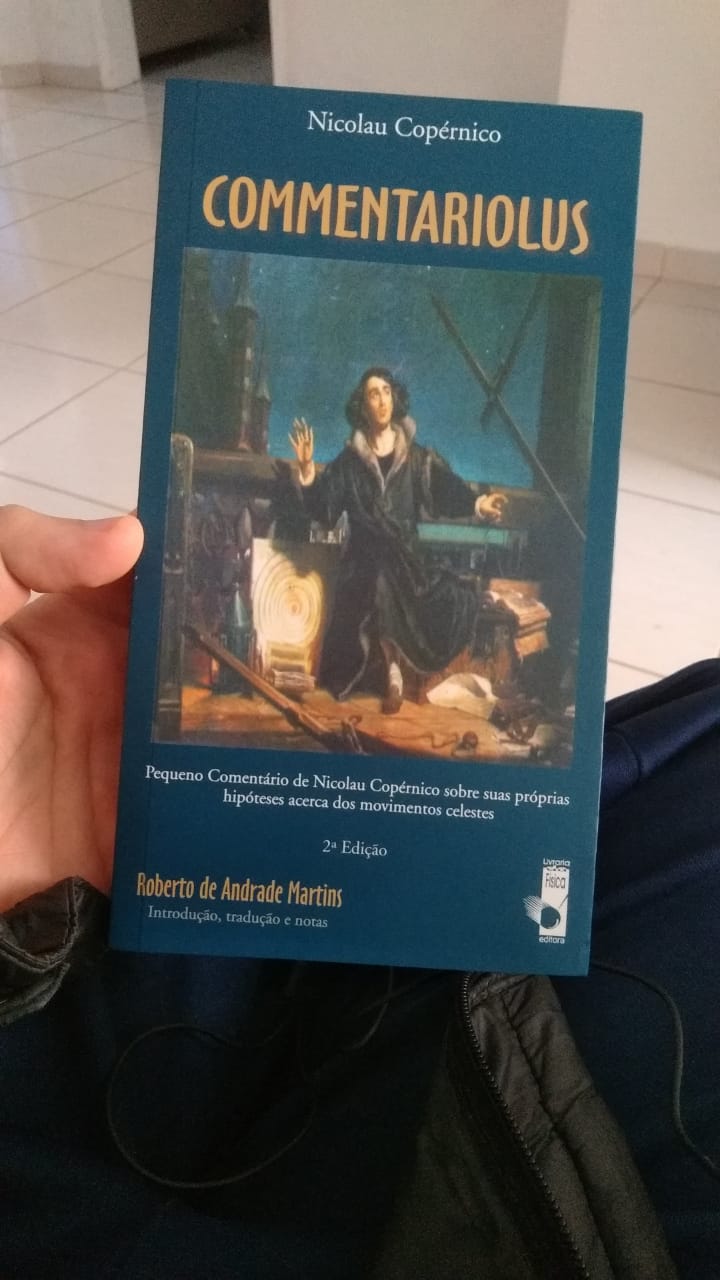 Nicolau Copérnico
COMMENTARIOLUS
Pequeno Comentário de Nicolau Copérnico sobre suas próprias
hipóteses acerca dos movimentos celestes
2ª Edição
Roberto de Andrade Martins
Introdução, tradução e notas
Livraria
Física
editora